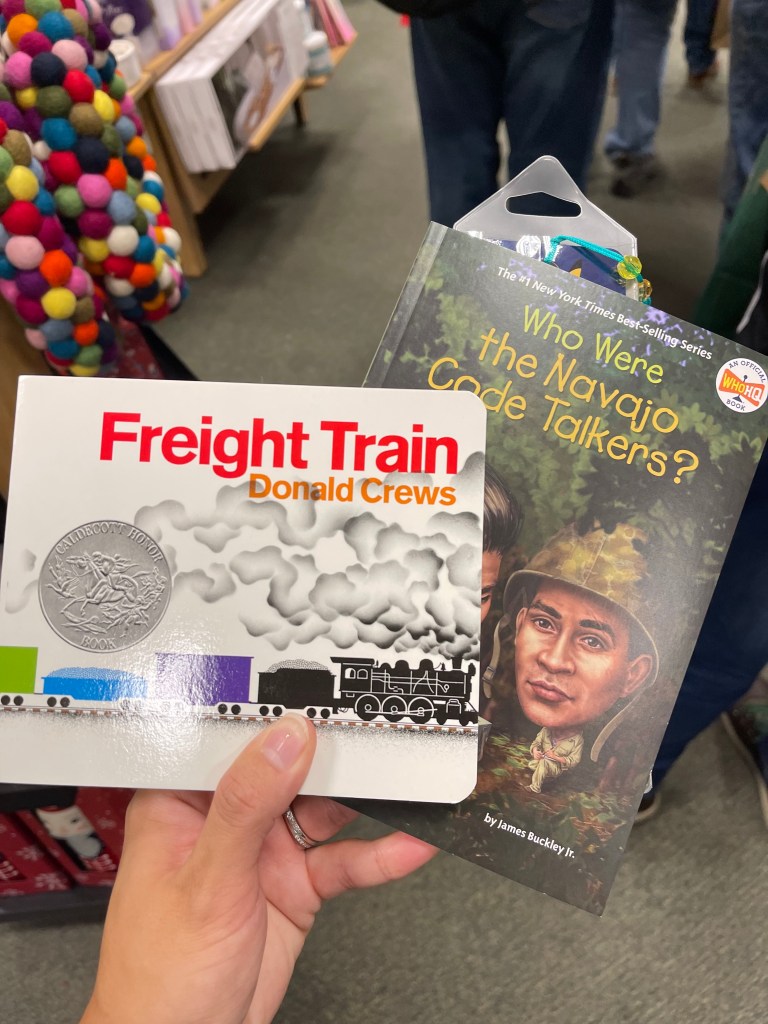 Freight Train
Donald Crews
CALDECOTT HONOR
BOOK
The #1 New York Times Best-Selling Series
Who Were
the Navajo
Code Talkers?
AN OFFICIAL
WHOHQ
BOOK
by James Buckley Jr.